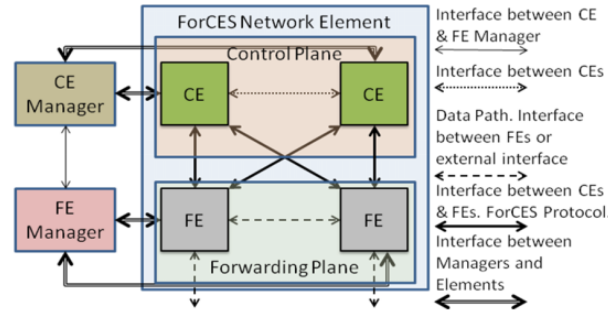 ForCES Network Element
Control Plane
CE
Manager
CE
CE
FE
Manager
FE
FE
Forwarding Plane
Interface between CE
& FE Manager
Interface between CEs
Data Path. Interface
between FEs or
external interface
Interface between CEs
& FEs. ForCES Protocol.
Interface between
Managers and
Elements